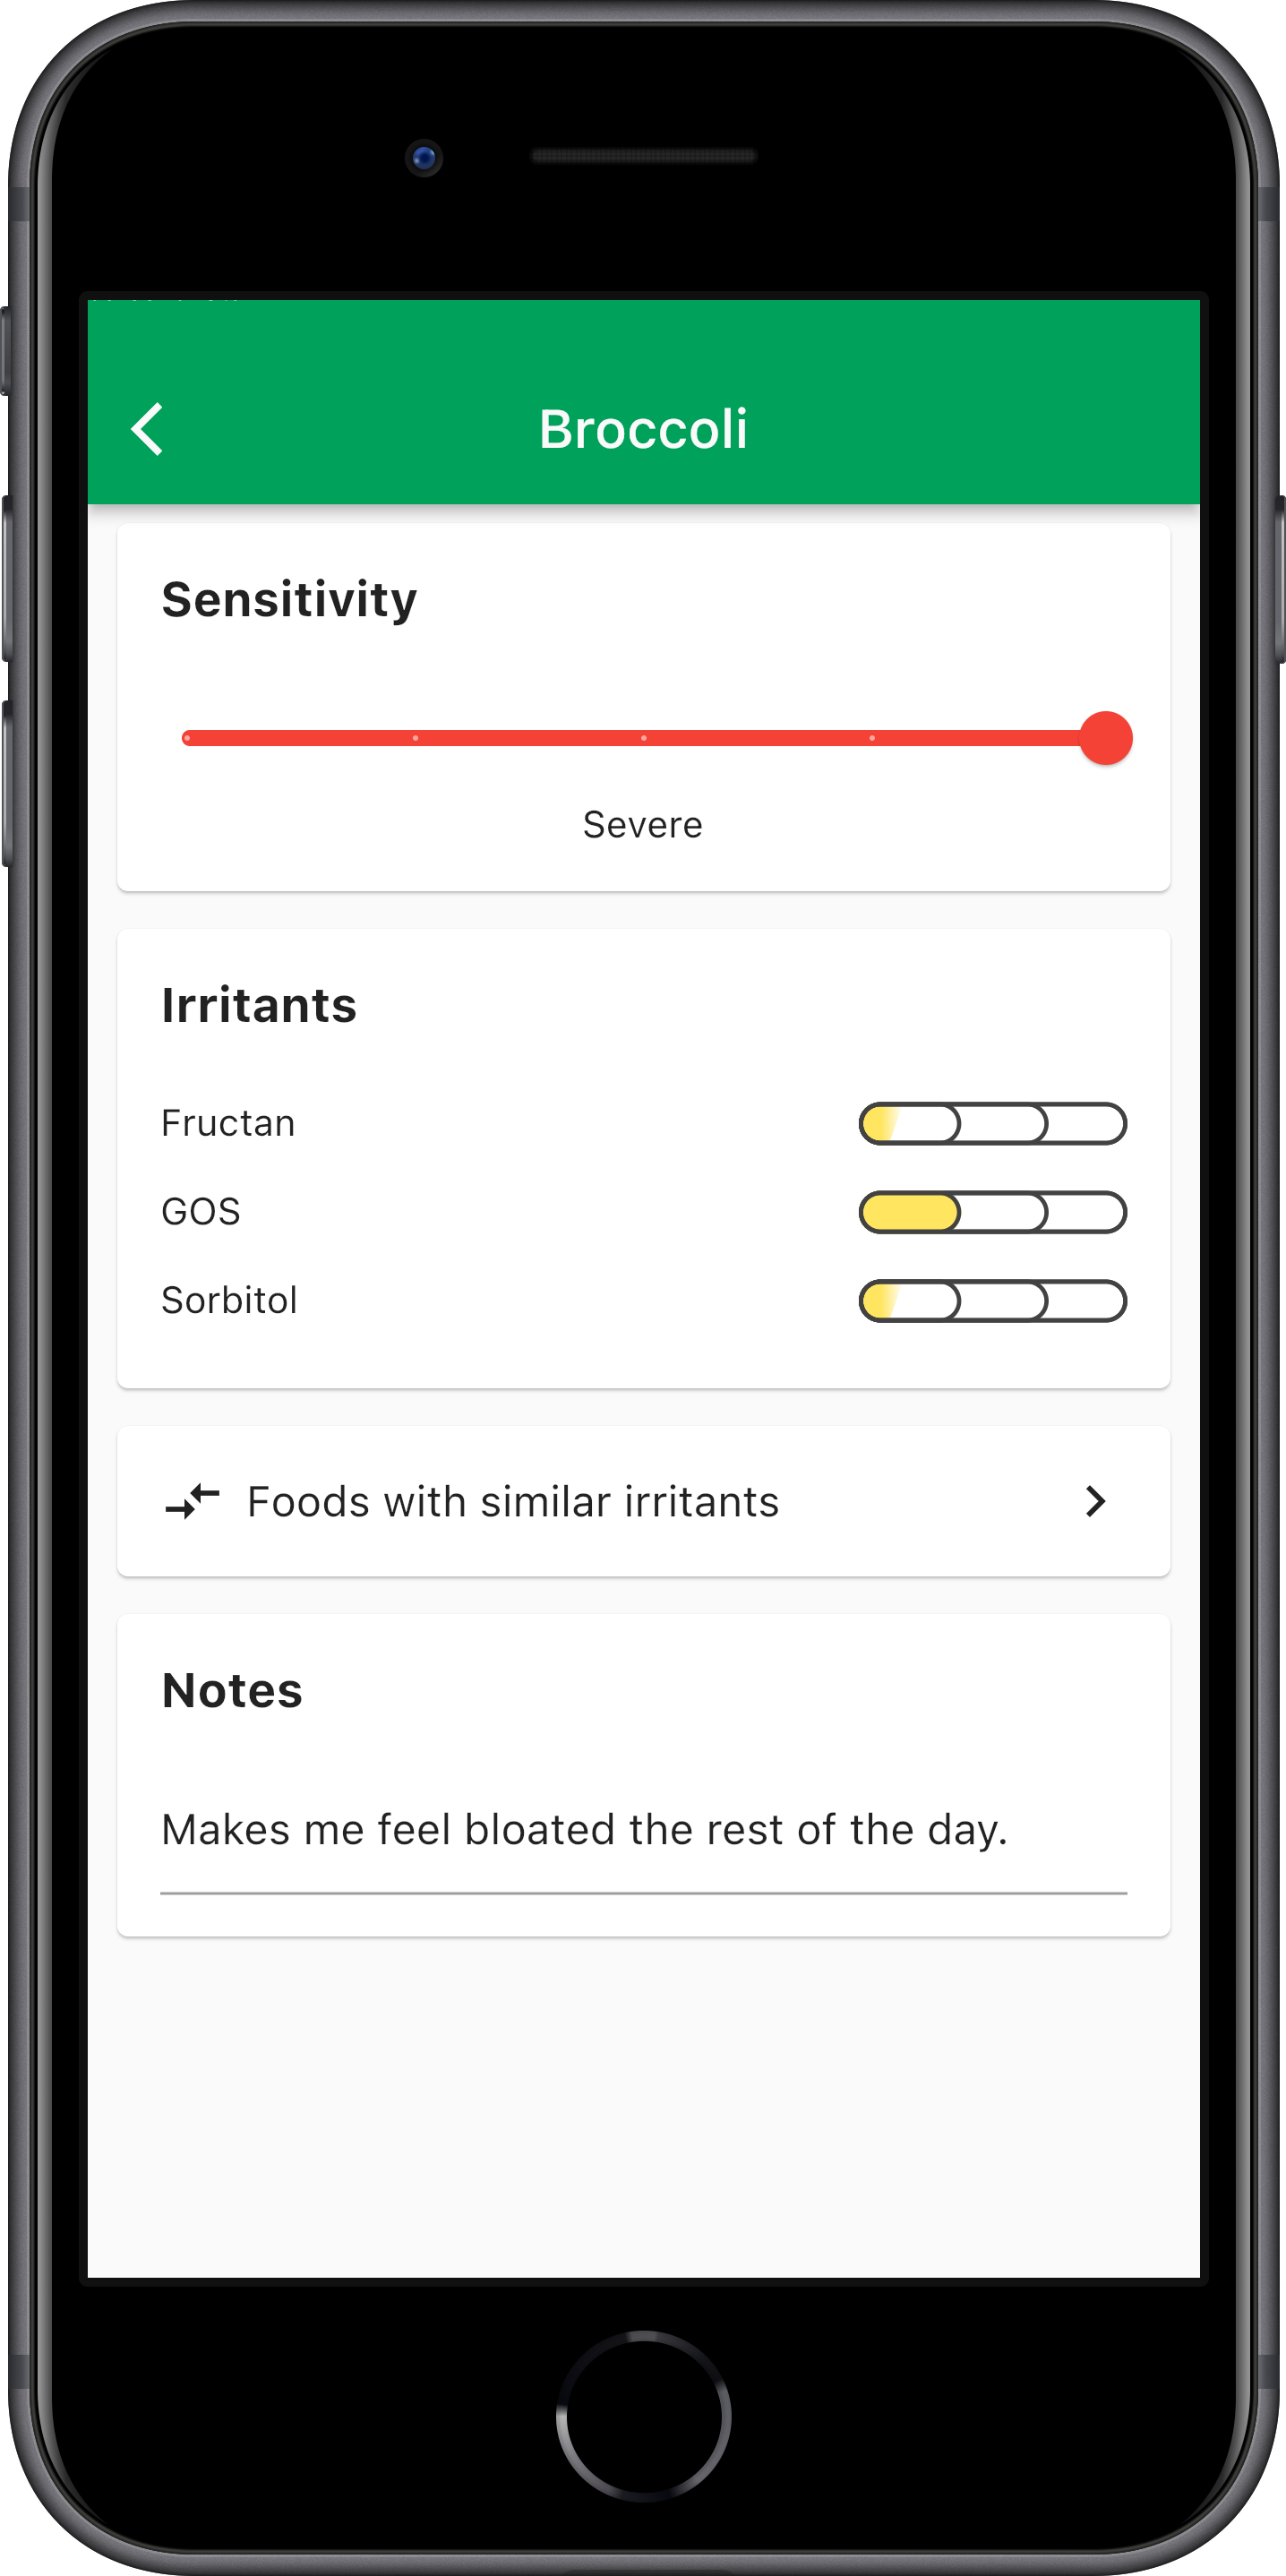 Broccoli
Sensitivity
Severe
Irritants
Fructan
GOS
Sorbitol
Foods with similar irritants
Notes
Makes me feel bloated the rest of the day.